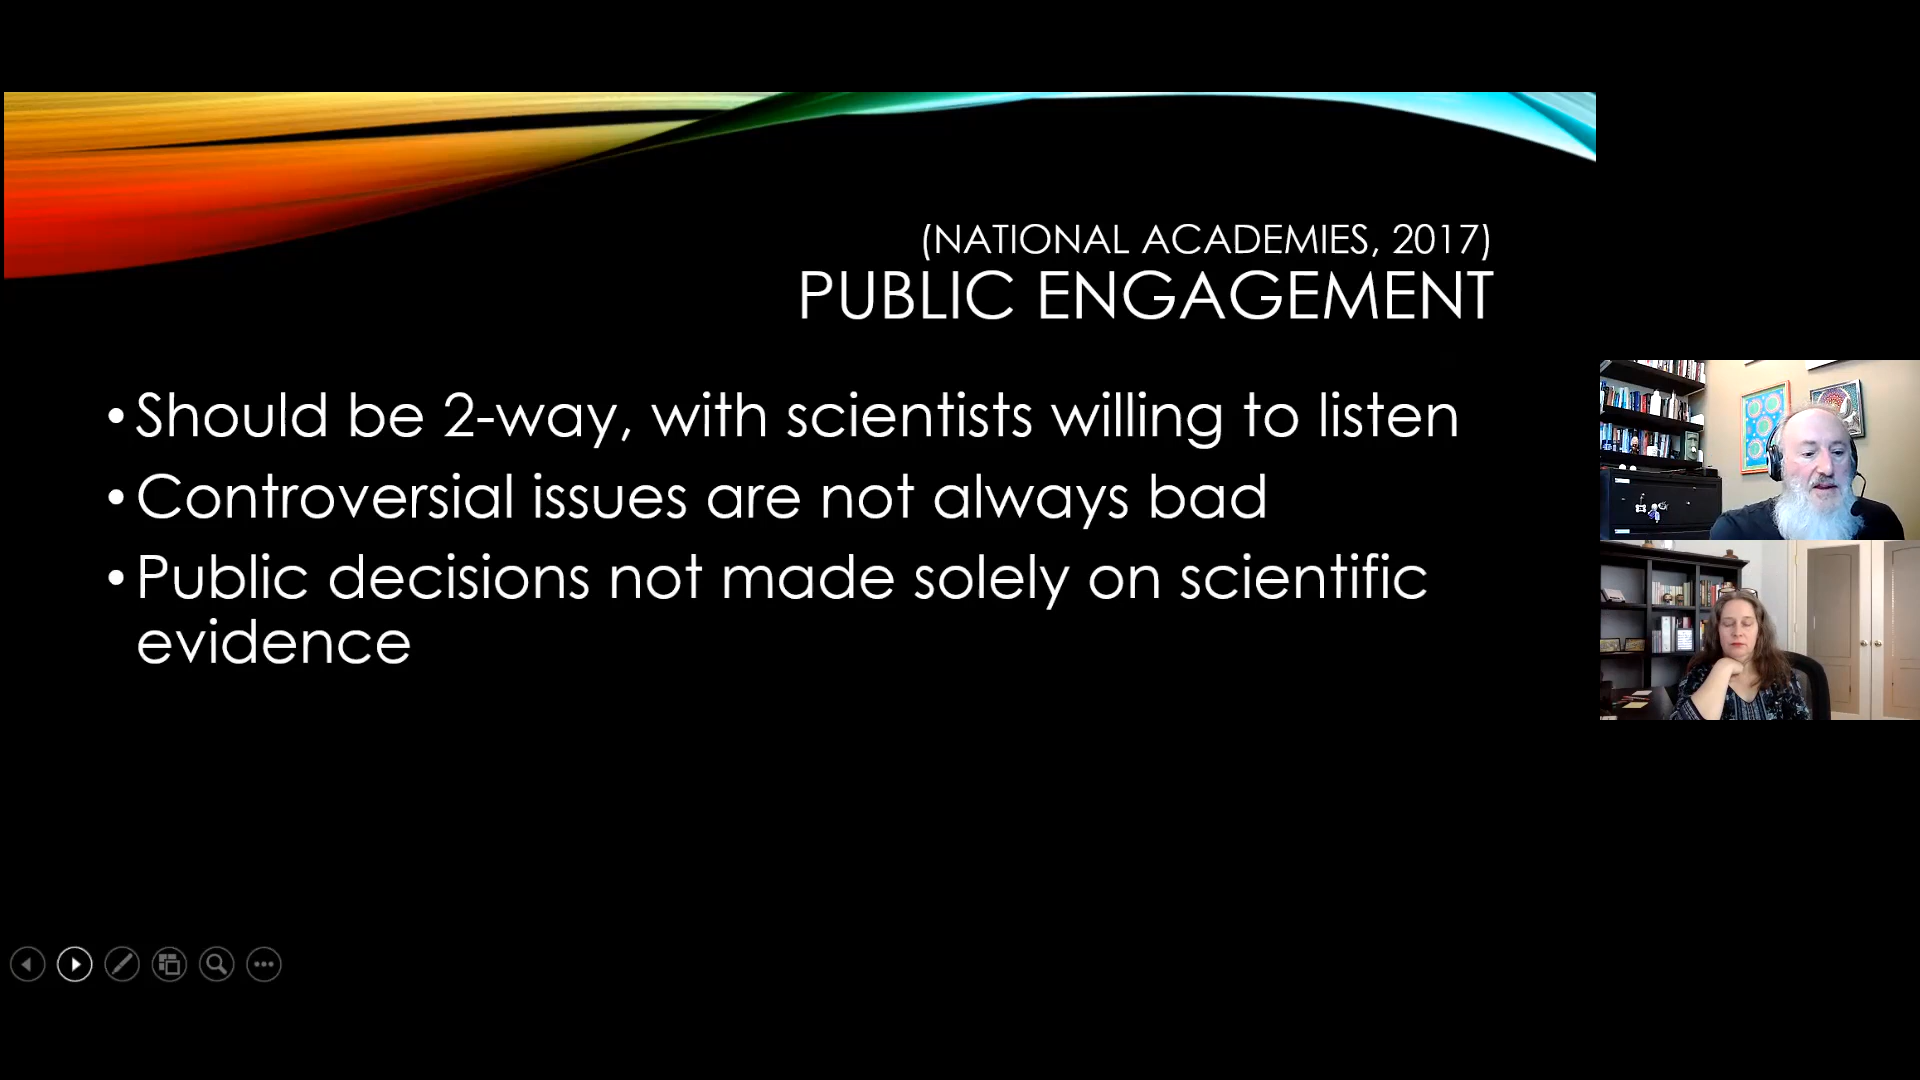 (NATIONAL ACADEMIES, 2017)
PUBLIC ENGAGEMENT
•Should be 2-way, with scientists willing to listen
•Controversial issues are not always bad
•Public decisions not made solely on scientific
evidence